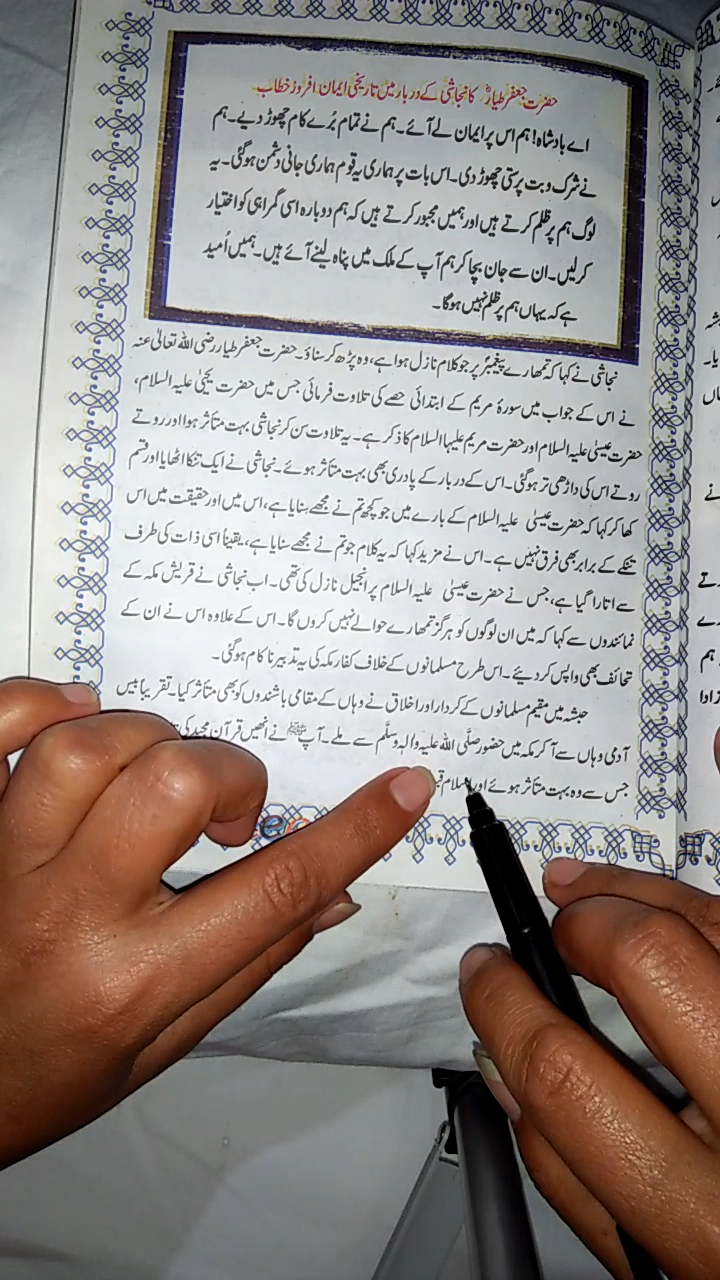 حضرت جعفر طیارؓ کا نجاشی کے دربار میں تاریخی ایمان افروز خطاب
اے بادشاہ! ہم اس پر ایمان لے آئے۔ ہم نے تمام بُرے کام چھوڑ دیے۔ ہم
نے شرک و بت پرستی چھوڑ دی۔ اس بات پر ہماری یہ قوم ہماری جانی دشمن ہوگئی۔ یہ
لوگ ہم پر ظلم کرتے ہیں اور ہمیں مجبور کرتے ہیں کہ ہم دوبارہ اسی گمراہی کو اختیار
کرلیں۔ ان سے جان بچا کر ہم آپ کے ملک میں پناہ لینے آئے ہیں۔ ہمیں اُمید
ہے کہ یہاں ہم پر ظلم نہیں ہوگا۔
نجاشی نے کہا کہ تمھارے پیغمبرؐ پر جو کلام نازل ہوا ہے، وہ پڑھ کر سناؤ۔ حضرت جعفر طیار رضی اللہ تعالیٰ عنہ
نے اس کے جواب میں سورۂ مریم کے ابتدائی حصے کی تلاوت فرمائی جس میں حضرت یحییٰ علیہ السلام،
حضرت عیسیٰ علیہ السلام اور حضرت مریم علیہا السلام کا ذکر ہے۔ یہ تلاوت سن کر نجاشی بہت متاثر ہوا اور روتے
روتے اس کی داڑھی تر ہوگئی۔ اس کے دربار کے پادری بھی بہت متاثر ہوئے۔ نجاشی نے ایک تنکا اٹھایا اور قسم
کھا کر کہا کہ حضرت عیسیٰ علیہ السلام کے بارے میں جو کچھ تم نے مجھے بتایا ہے، اس میں اور حقیقت میں اس
تنکے کے برابر بھی فرق نہیں ہے۔ اس نے مزید کہا کہ یہ کلام جو تم نے مجھے سنایا ہے، یقیناً اسی ذات کی طرف
سے اتارا گیا ہے، جس نے حضرت عیسیٰ علیہ السلام پر انجیل نازل کی تھی۔ اب نجاشی نے قریش مکہ کے
نمائندوں سے کہا کہ میں ان لوگوں کو ہرگز تمھارے حوالے نہیں کروں گا۔ اس کے علاوہ اس نے ان کے
تحائف بھی واپس کر دیئے۔ اس طرح مسلمانوں کے خلاف کفار مکہ کی یہ تدبیر ناکام ہوگئی۔
حبشہ میں مقیم مسلمانوں کے کردار اور اخلاق نے وہاں کے مقامی باشندوں کو بھی متاثر کیا۔ تقریباً بیس
آدمی وہاں سے آکر مکہ میں حضور صلَّی اللہ علیہ واٰلہٖ وسلَّم سے ملے۔ آپ ﷺ نے انھیں قرآن مجید کی
جس سے وہ بہت متاثر ہوئے اور اسلام